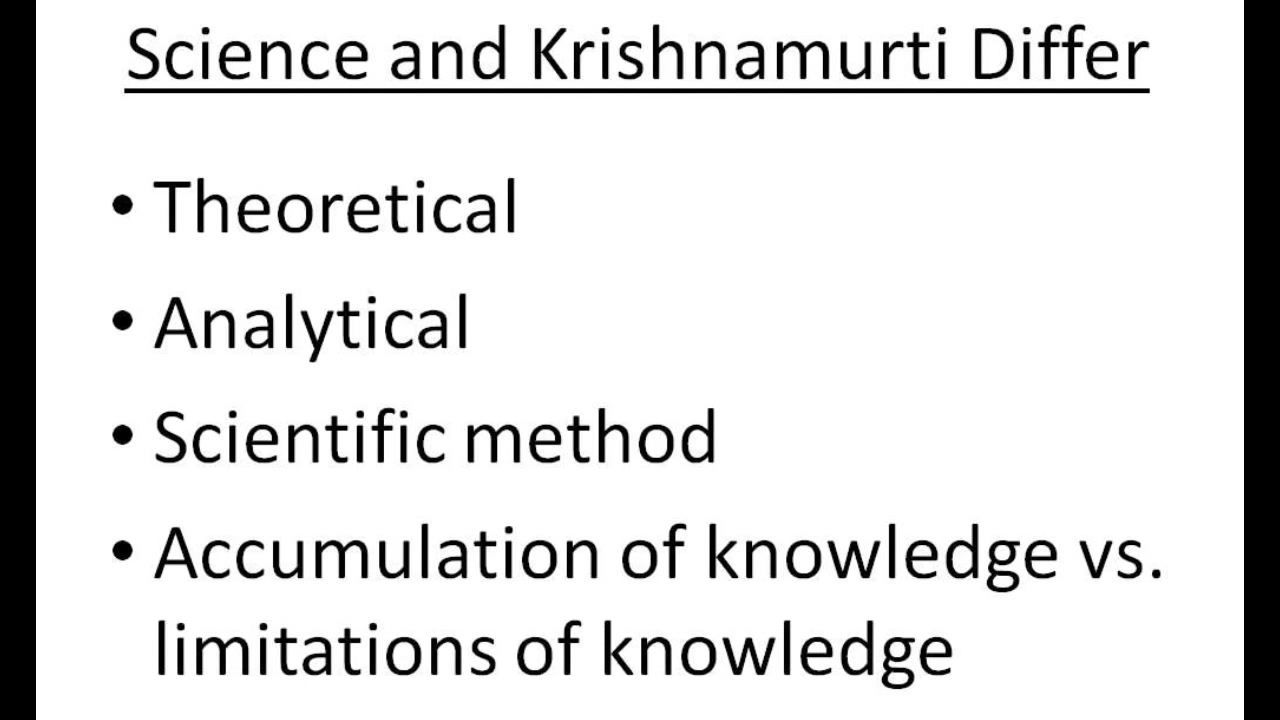 Science and Krishnamurti Differ
• Theoretical
• Analytical
• Scientific method
• Accumulation of knowledge vs.
limitations of knowledge